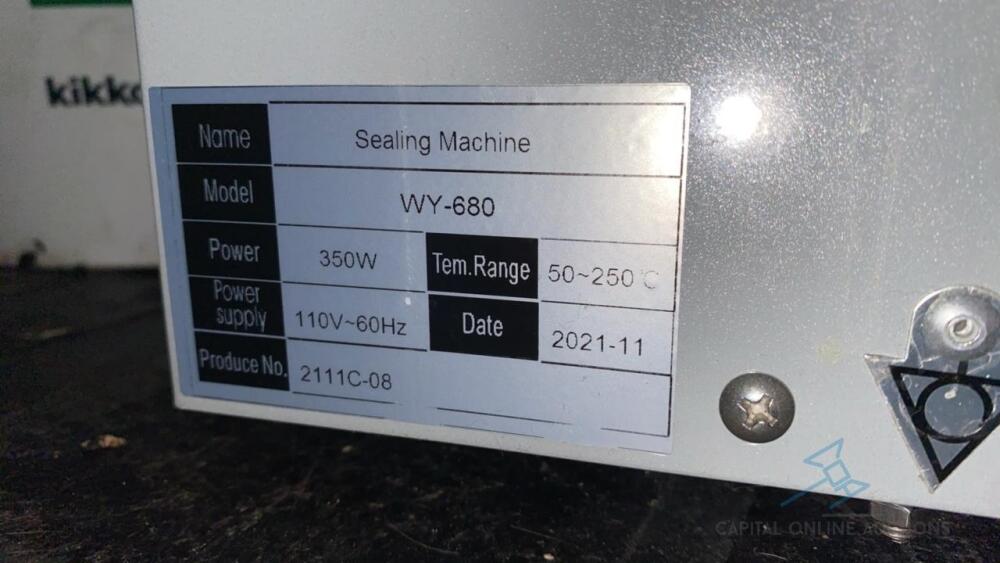 kikko
Name Sealing Machine
Model WY-680
Power 350W Tem.Range 50~250°C
Power supply 110V~60Hz Date 2021-11
Produce No. 2111C-08
CAPITAL ONLINE AUCTIONS